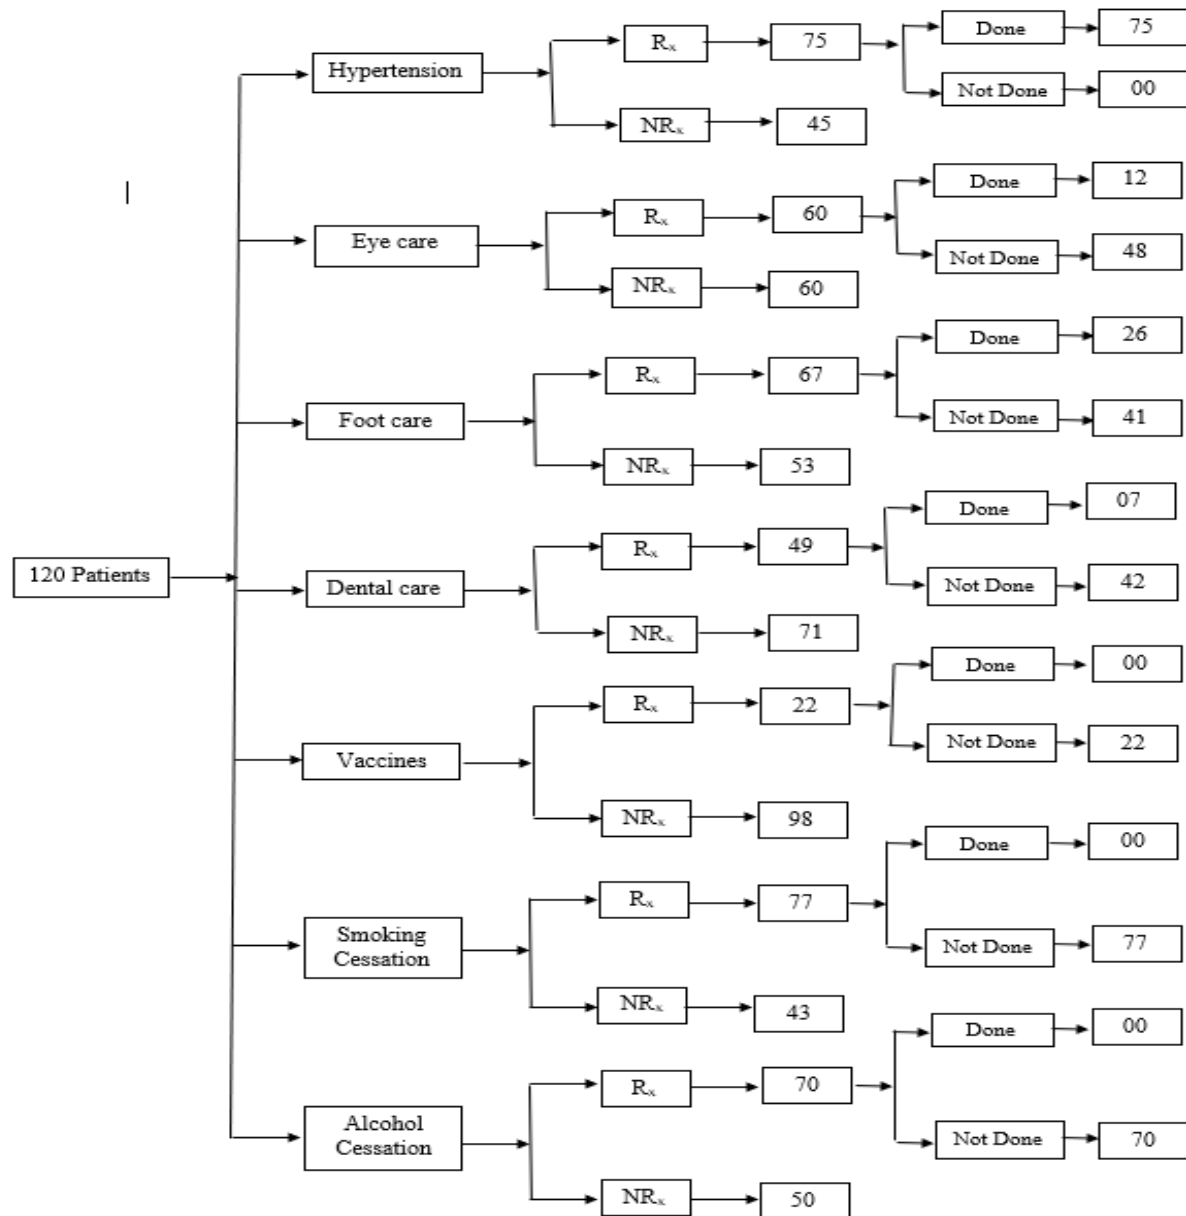 120 Patients
Hypertension
Rₓ
75
Done
75
Not Done
00
NRₓ
45
Eye care
Rₓ
60
Done
12
Not Done
48
NRₓ
60
Foot care
Rₓ
67
Done
26
Not Done
41
NRₓ
53
Dental care
Rₓ
49
Done
07
Not Done
42
NRₓ
71
Vaccines
Rₓ
22
Done
00
Not Done
22
NRₓ
98
Smoking
Cessation
Rₓ
77
Done
00
Not Done
77
NRₓ
43
Alcohol
Cessation
Rₓ
70
Done
00
Not Done
70
NRₓ
50